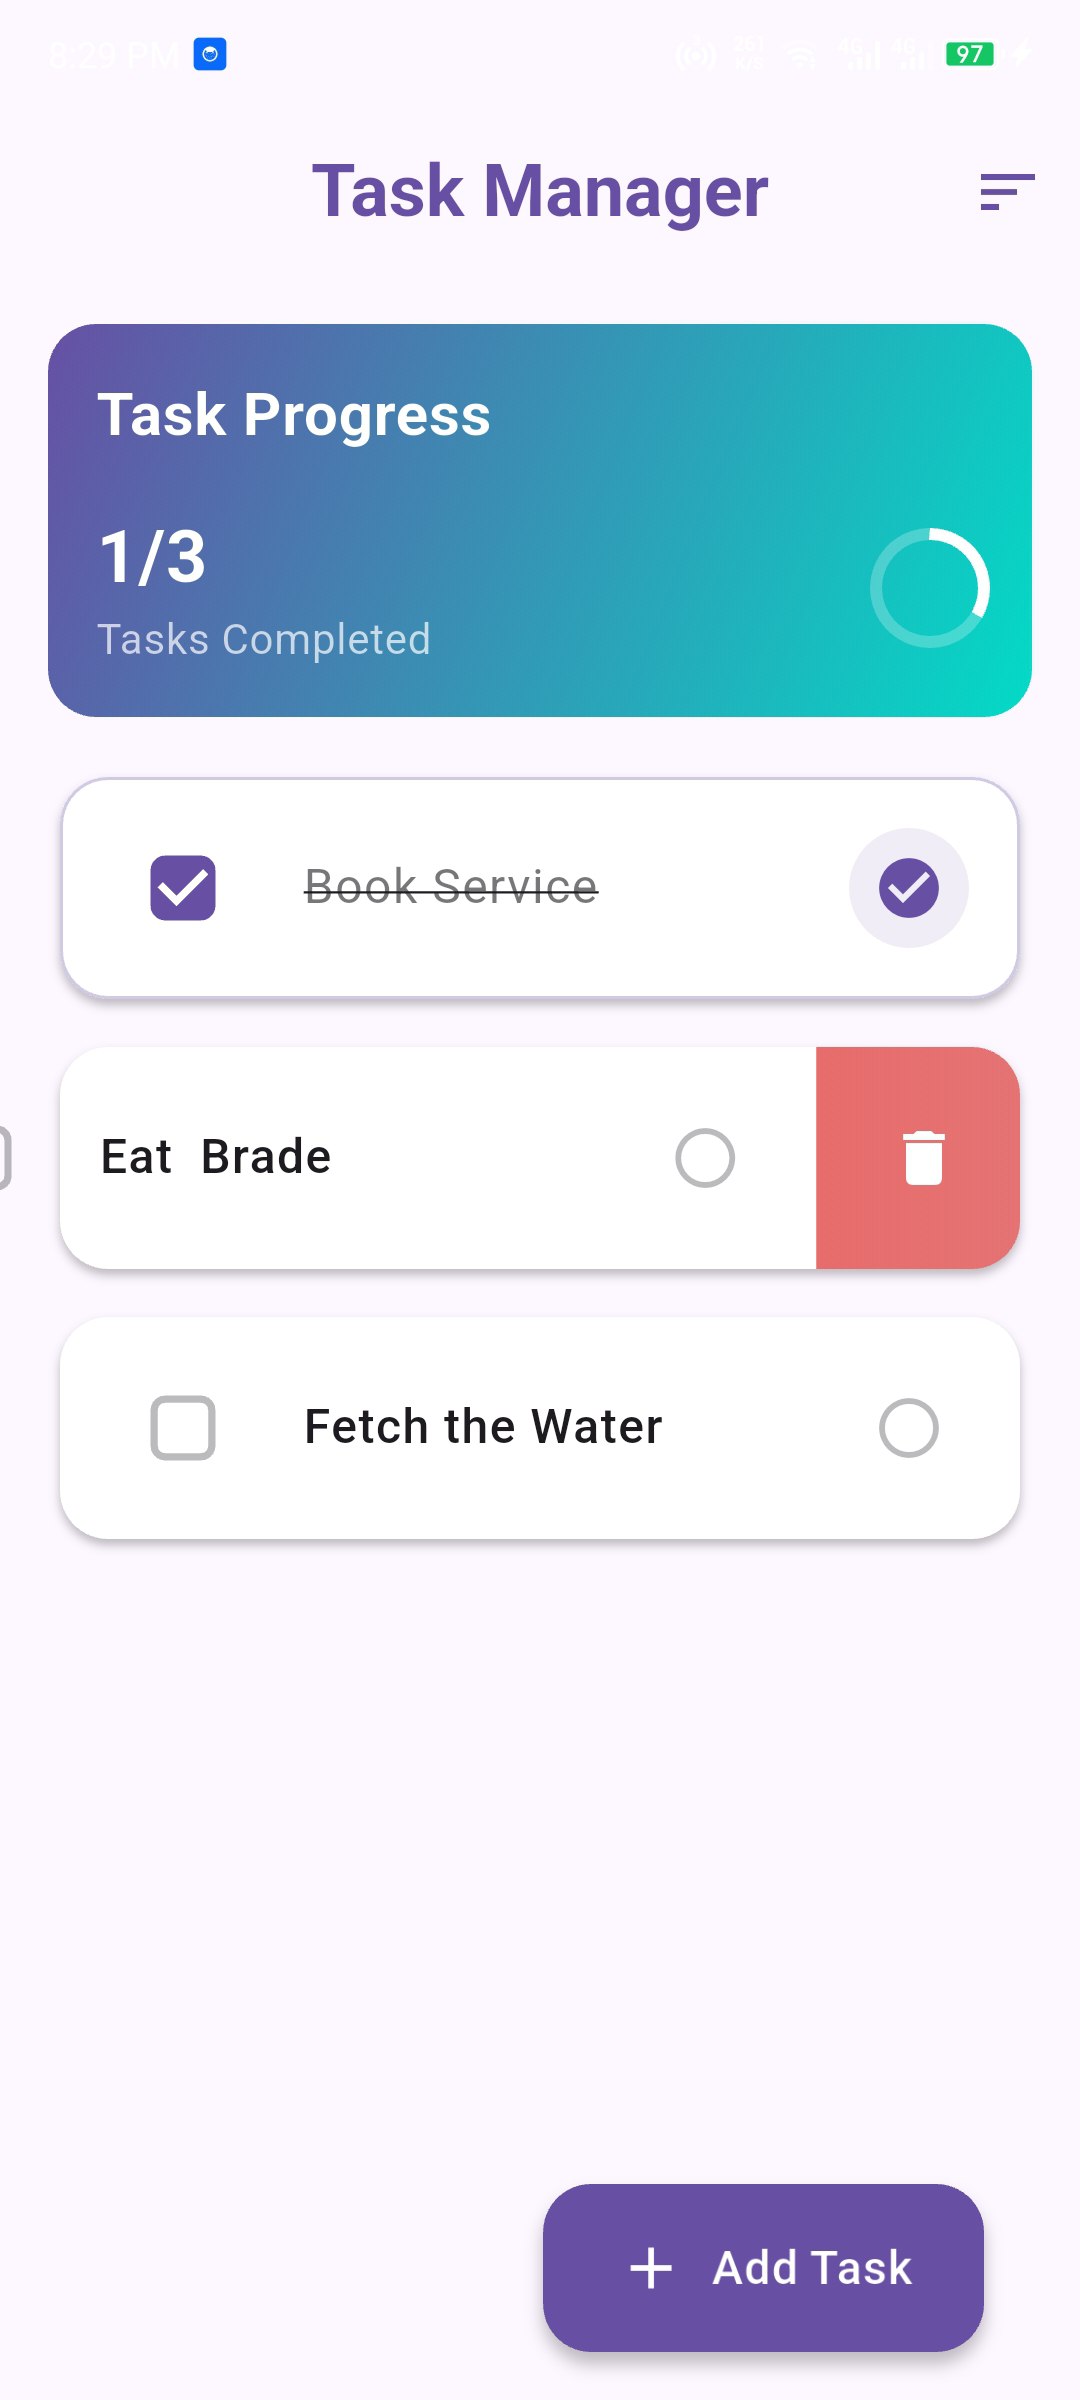 8:29 PM
97
Task Manager
Task Progress
1/3
Tasks Completed
Book Service
Eat  Brade
Fetch the Water
Add Task